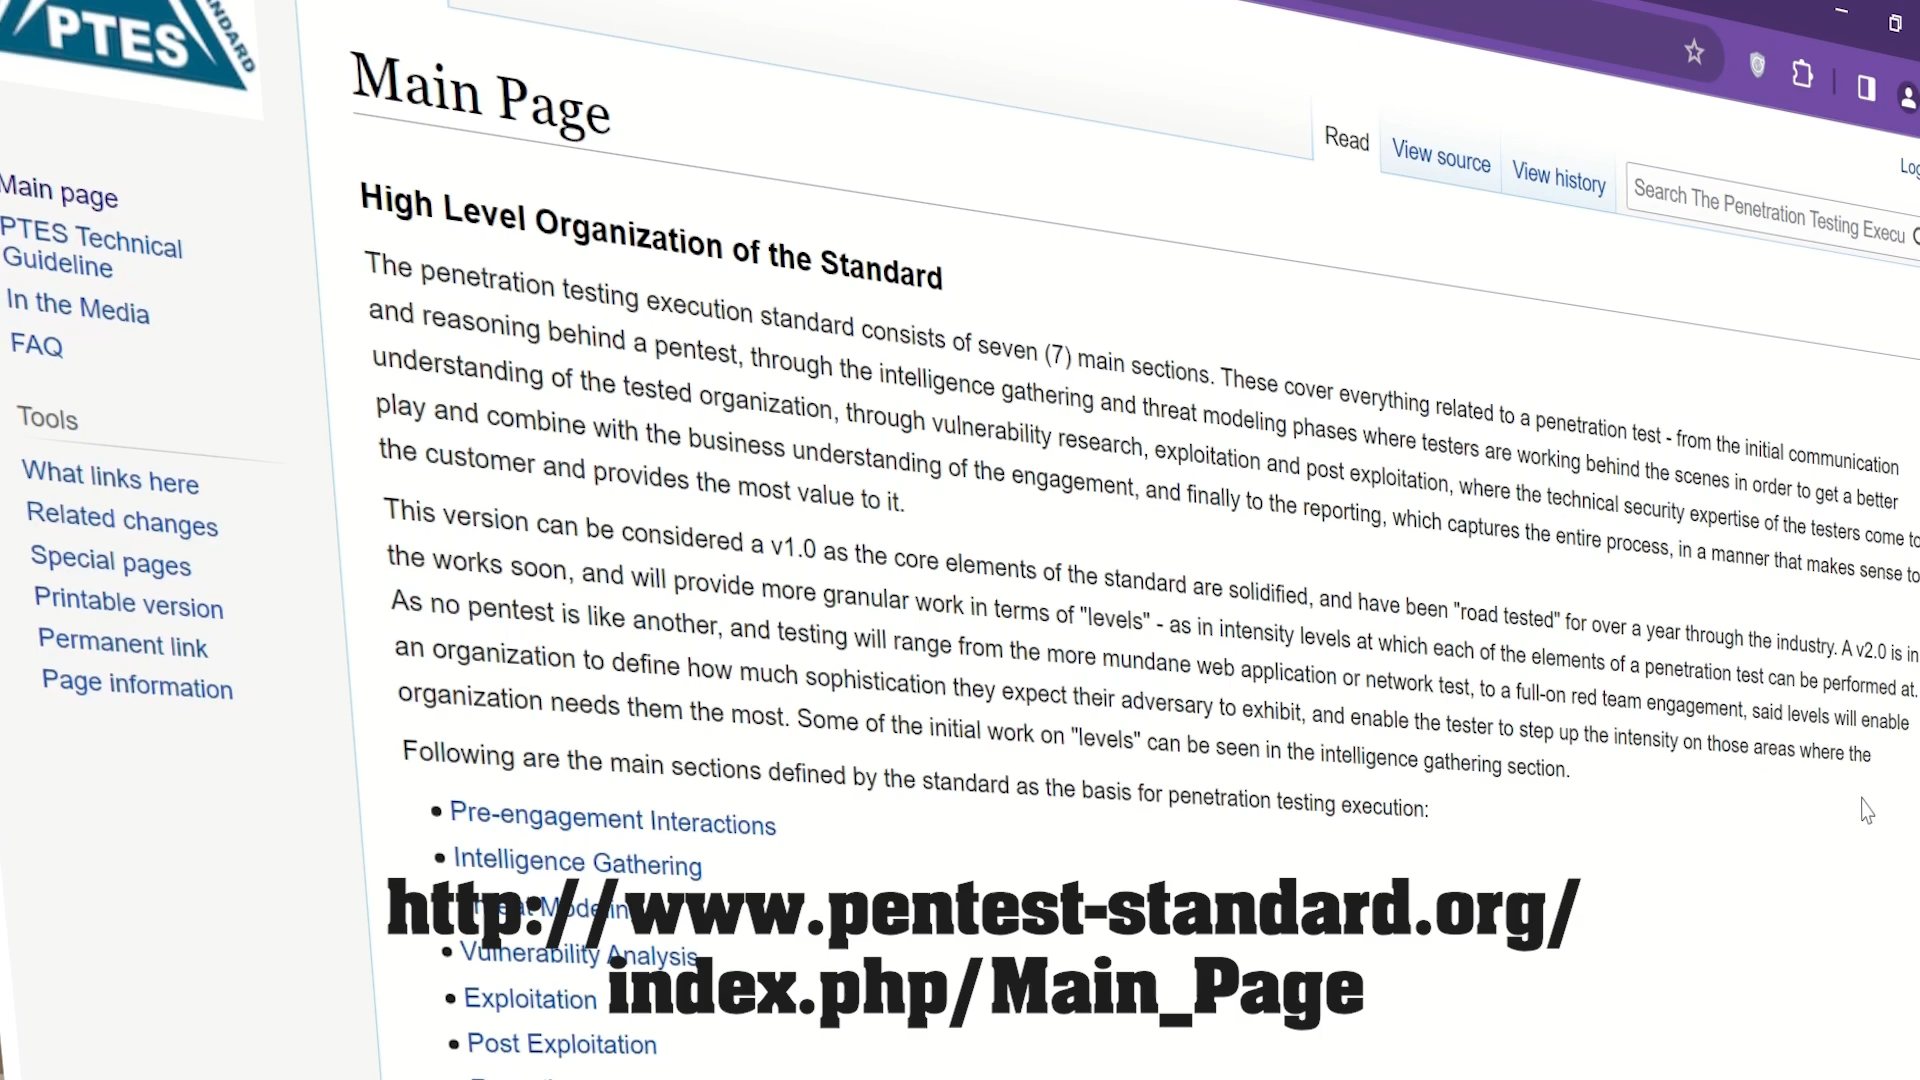 PTES
Main Page
Read
View source
View history
Search The Penetration Testing Execu
Main page
PTES Technical
Guideline
In the Media
FAQ
Tools
What links here
Related changes
Special pages
Printable version
Permanent link
Page information
High Level Organization of the Standard
The penetration testing execution standard consists of seven (7) main sections. These cover everything related to a penetration test - from the initial communication
and reasoning behind a pentest, through the intelligence gathering and threat modeling phases where testers are working behind the scenes in order to get a better
understanding of the tested organization, through vulnerability research, exploitation and post exploitation, where the technical security expertise of the testers come to
play and combine with the business understanding of the engagement, and finally to the reporting, which captures the entire process, in a manner that makes sense to
the customer and provides the most value to it.
This version can be considered a v1.0 as the core elements of the standard are solidified, and have been "road tested" for over a year through the industry. A v2.0 is in
the works soon, and will provide more granular work in terms of "levels" - as in intensity levels at which each of the elements of a penetration test can be performed at.
As no pentest is like another, and testing will range from the more mundane web application or network test, to a full-on red team engagement, said levels will enable
an organization to define how much sophistication they expect their adversary to exhibit, and enable the tester to step up the intensity on those areas where the
organization needs them the most. Some of the initial work on "levels" can be seen in the intelligence gathering section.
Following are the main sections defined by the standard as the basis for penetration testing execution:
Pre-engagement Interactions
Intelligence Gathering
Vulnerability Analysis
Exploitation
Post Exploitation
http://www.pentest-standard.org/
index.php/Main_Page